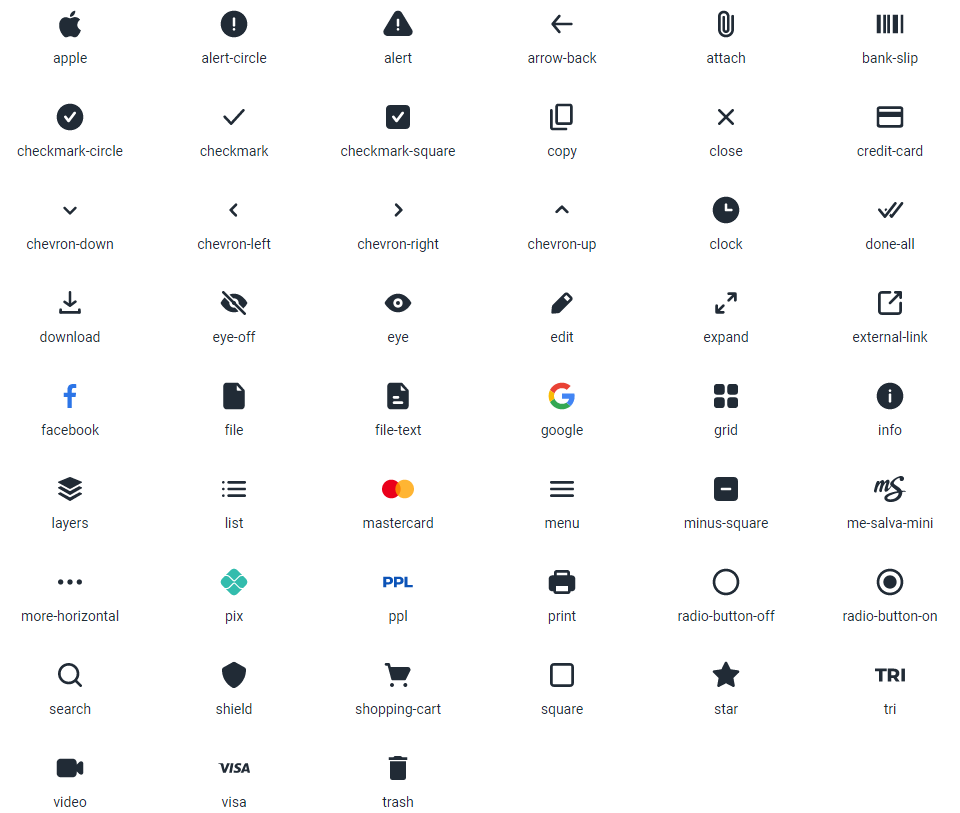 apple alert-circle alert arrow-back attach bank-slip
checkmark-circle checkmark checkmark-square copy close credit-card
chevron-down chevron-left chevron-right chevron-up clock done-all
download eye-off eye edit expand external-link
facebook file file-text google grid info
mS
layers list mastercard menu minus-square me-salva-mini
PPL
more-horizontal pix ppl print radio-button-off radio-button-on
TRI
search shield shopping-cart square star tri
VISA
video visa trash